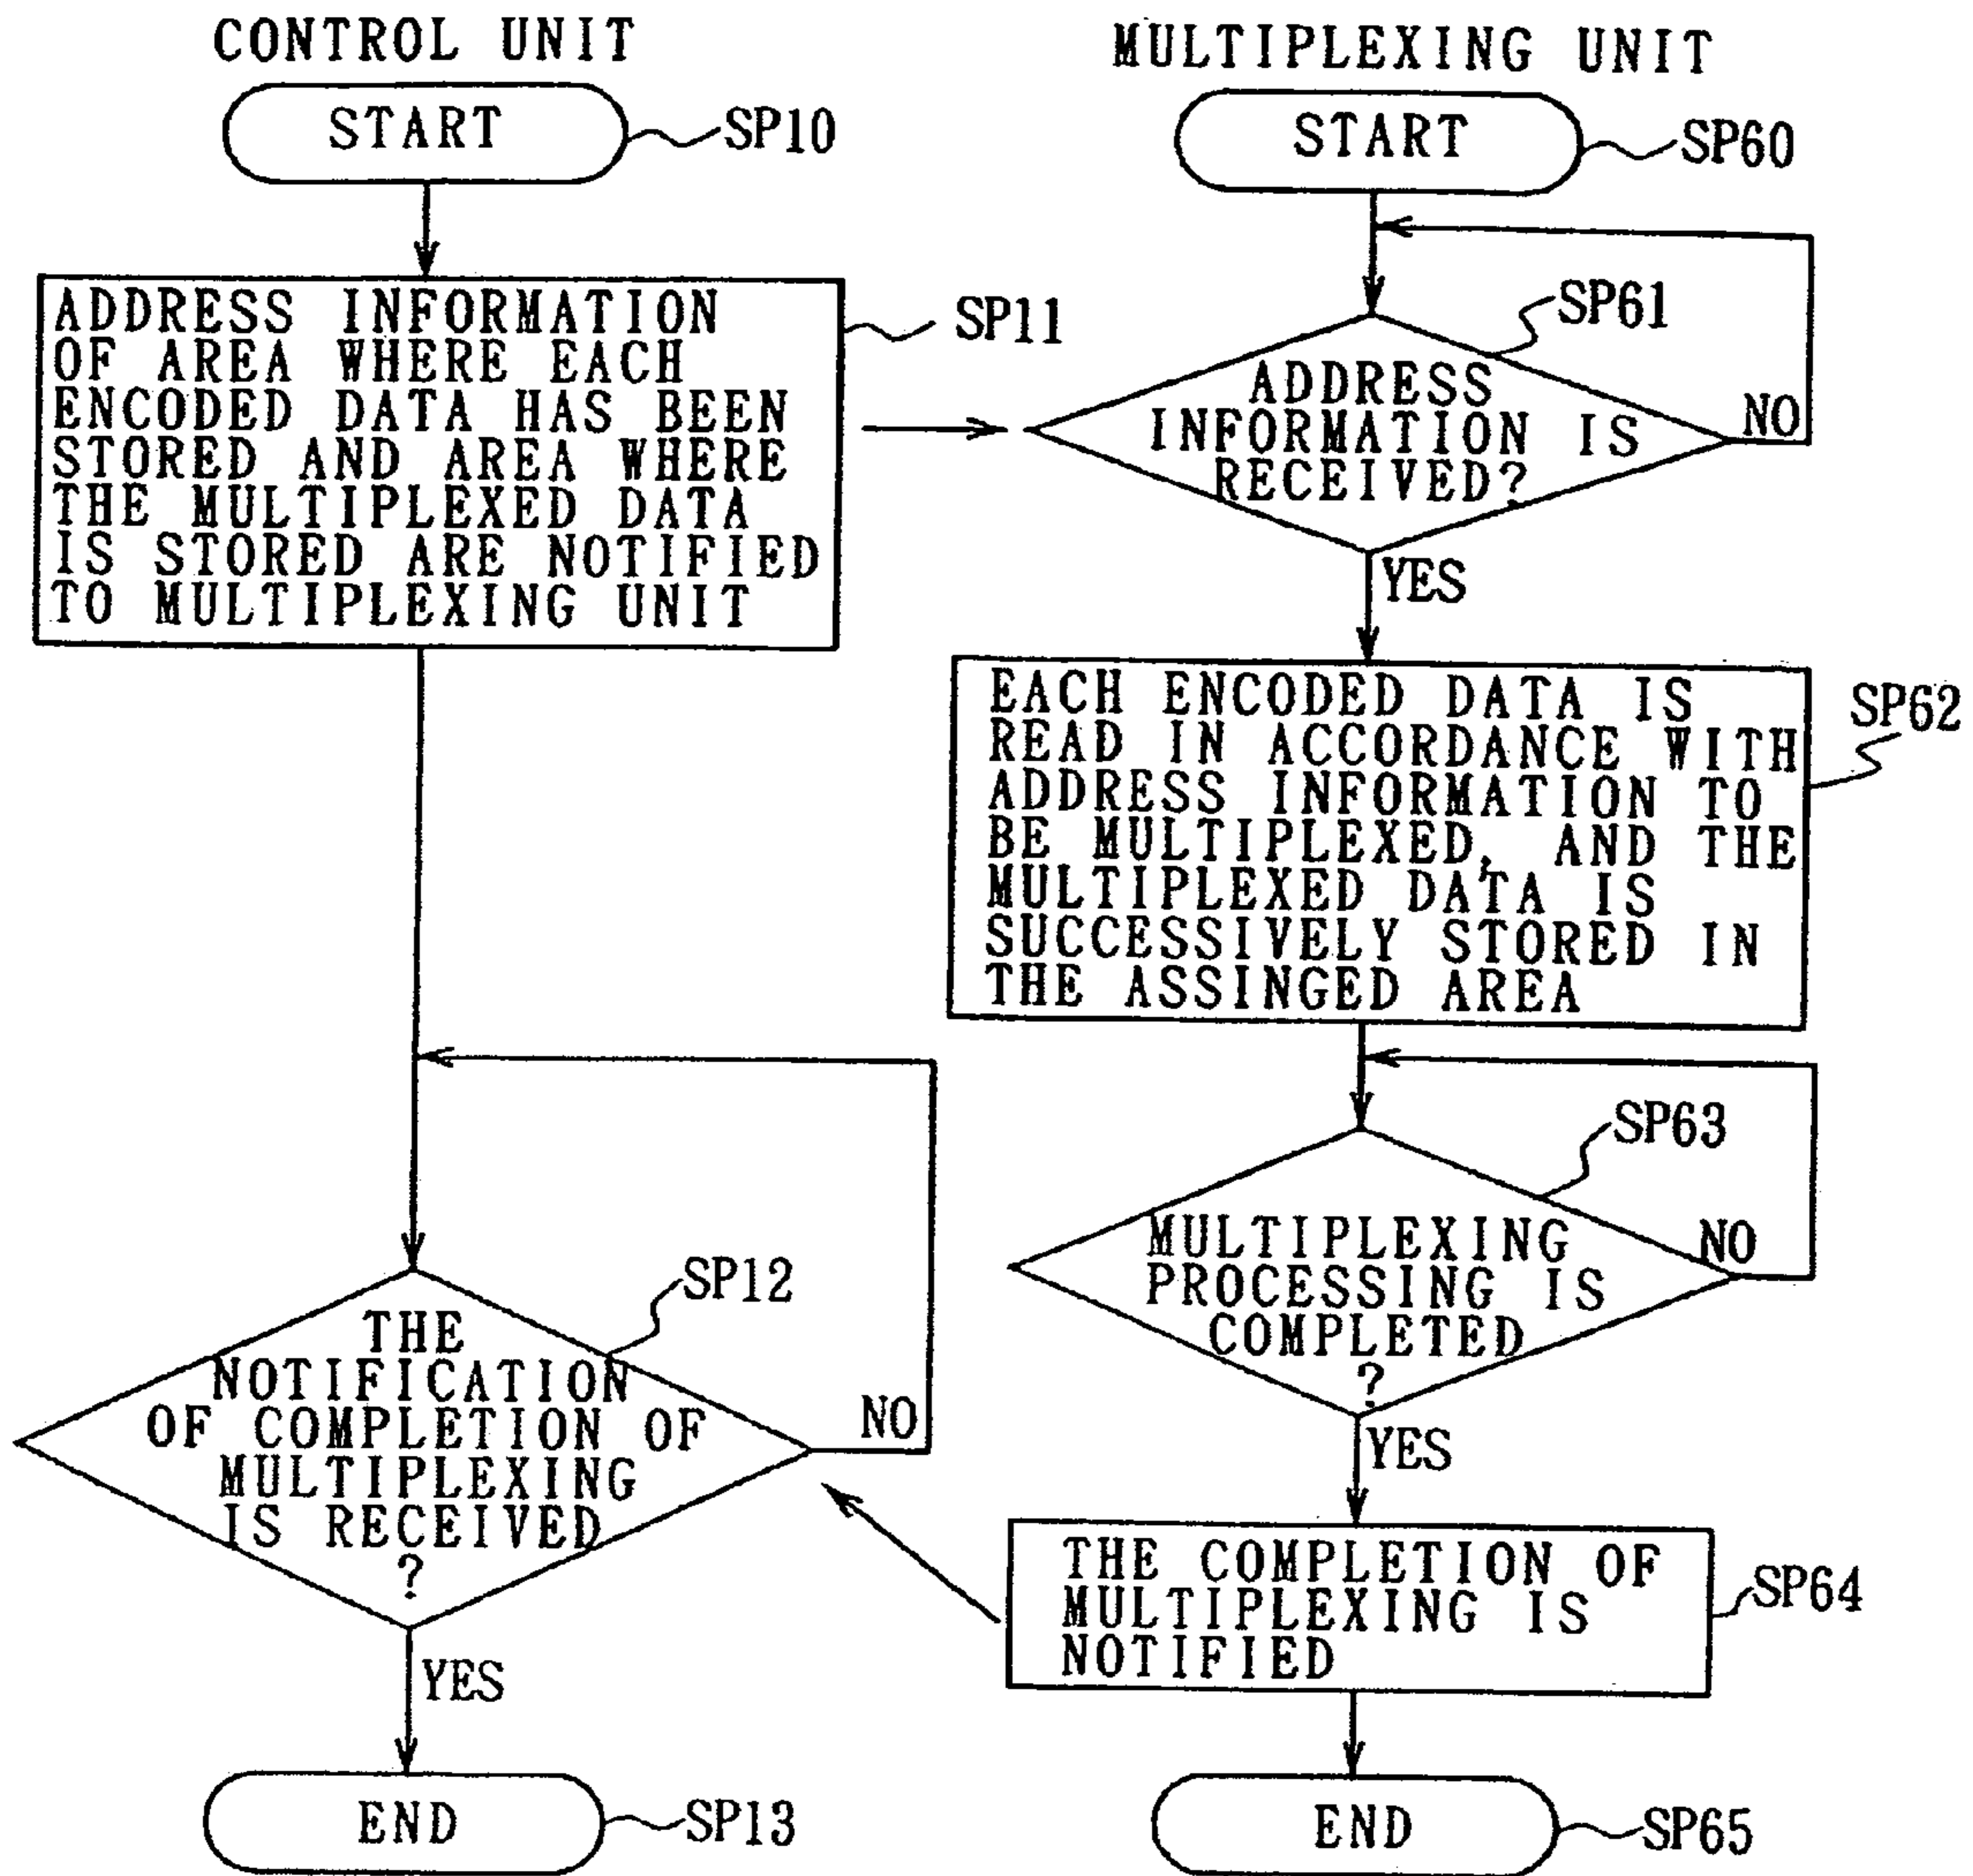 CONTROL UNIT
START
SP10
ADDRESS INFORMATION
OF AREA WHERE EACH
ENCODED DATA HAS BEEN
STORED AND AREA WHERE
THE MULTIPLEXED DATA
IS STORED ARE NOTIFIED
TO MULTIPLEXING UNIT
SP11
THE
NOTIFICATION
OF COMPLETION OF
MULTIPLEXING
IS RECEIVED
?
SP12
NO
YES
END
SP13
MULTIPLEXING UNIT
START
SP60
SP61
ADDRESS
INFORMATION IS
RECEIVED?
NO
YES
EACH ENCODED DATA IS
READ IN ACCORDANCE WITH
ADDRESS INFORMATION TO
BE MULTIPLEXED, AND THE
MULTIPLEXED DATA IS
SUCCESSIVELY STORED IN
THE ASSINGED AREA
SP62
SP63
MULTIPLEXING
PROCESSING IS
COMPLETED
?
NO
YES
THE COMPLETION OF
MULTIPLEXING IS
NOTIFIED
SP64
END
SP65